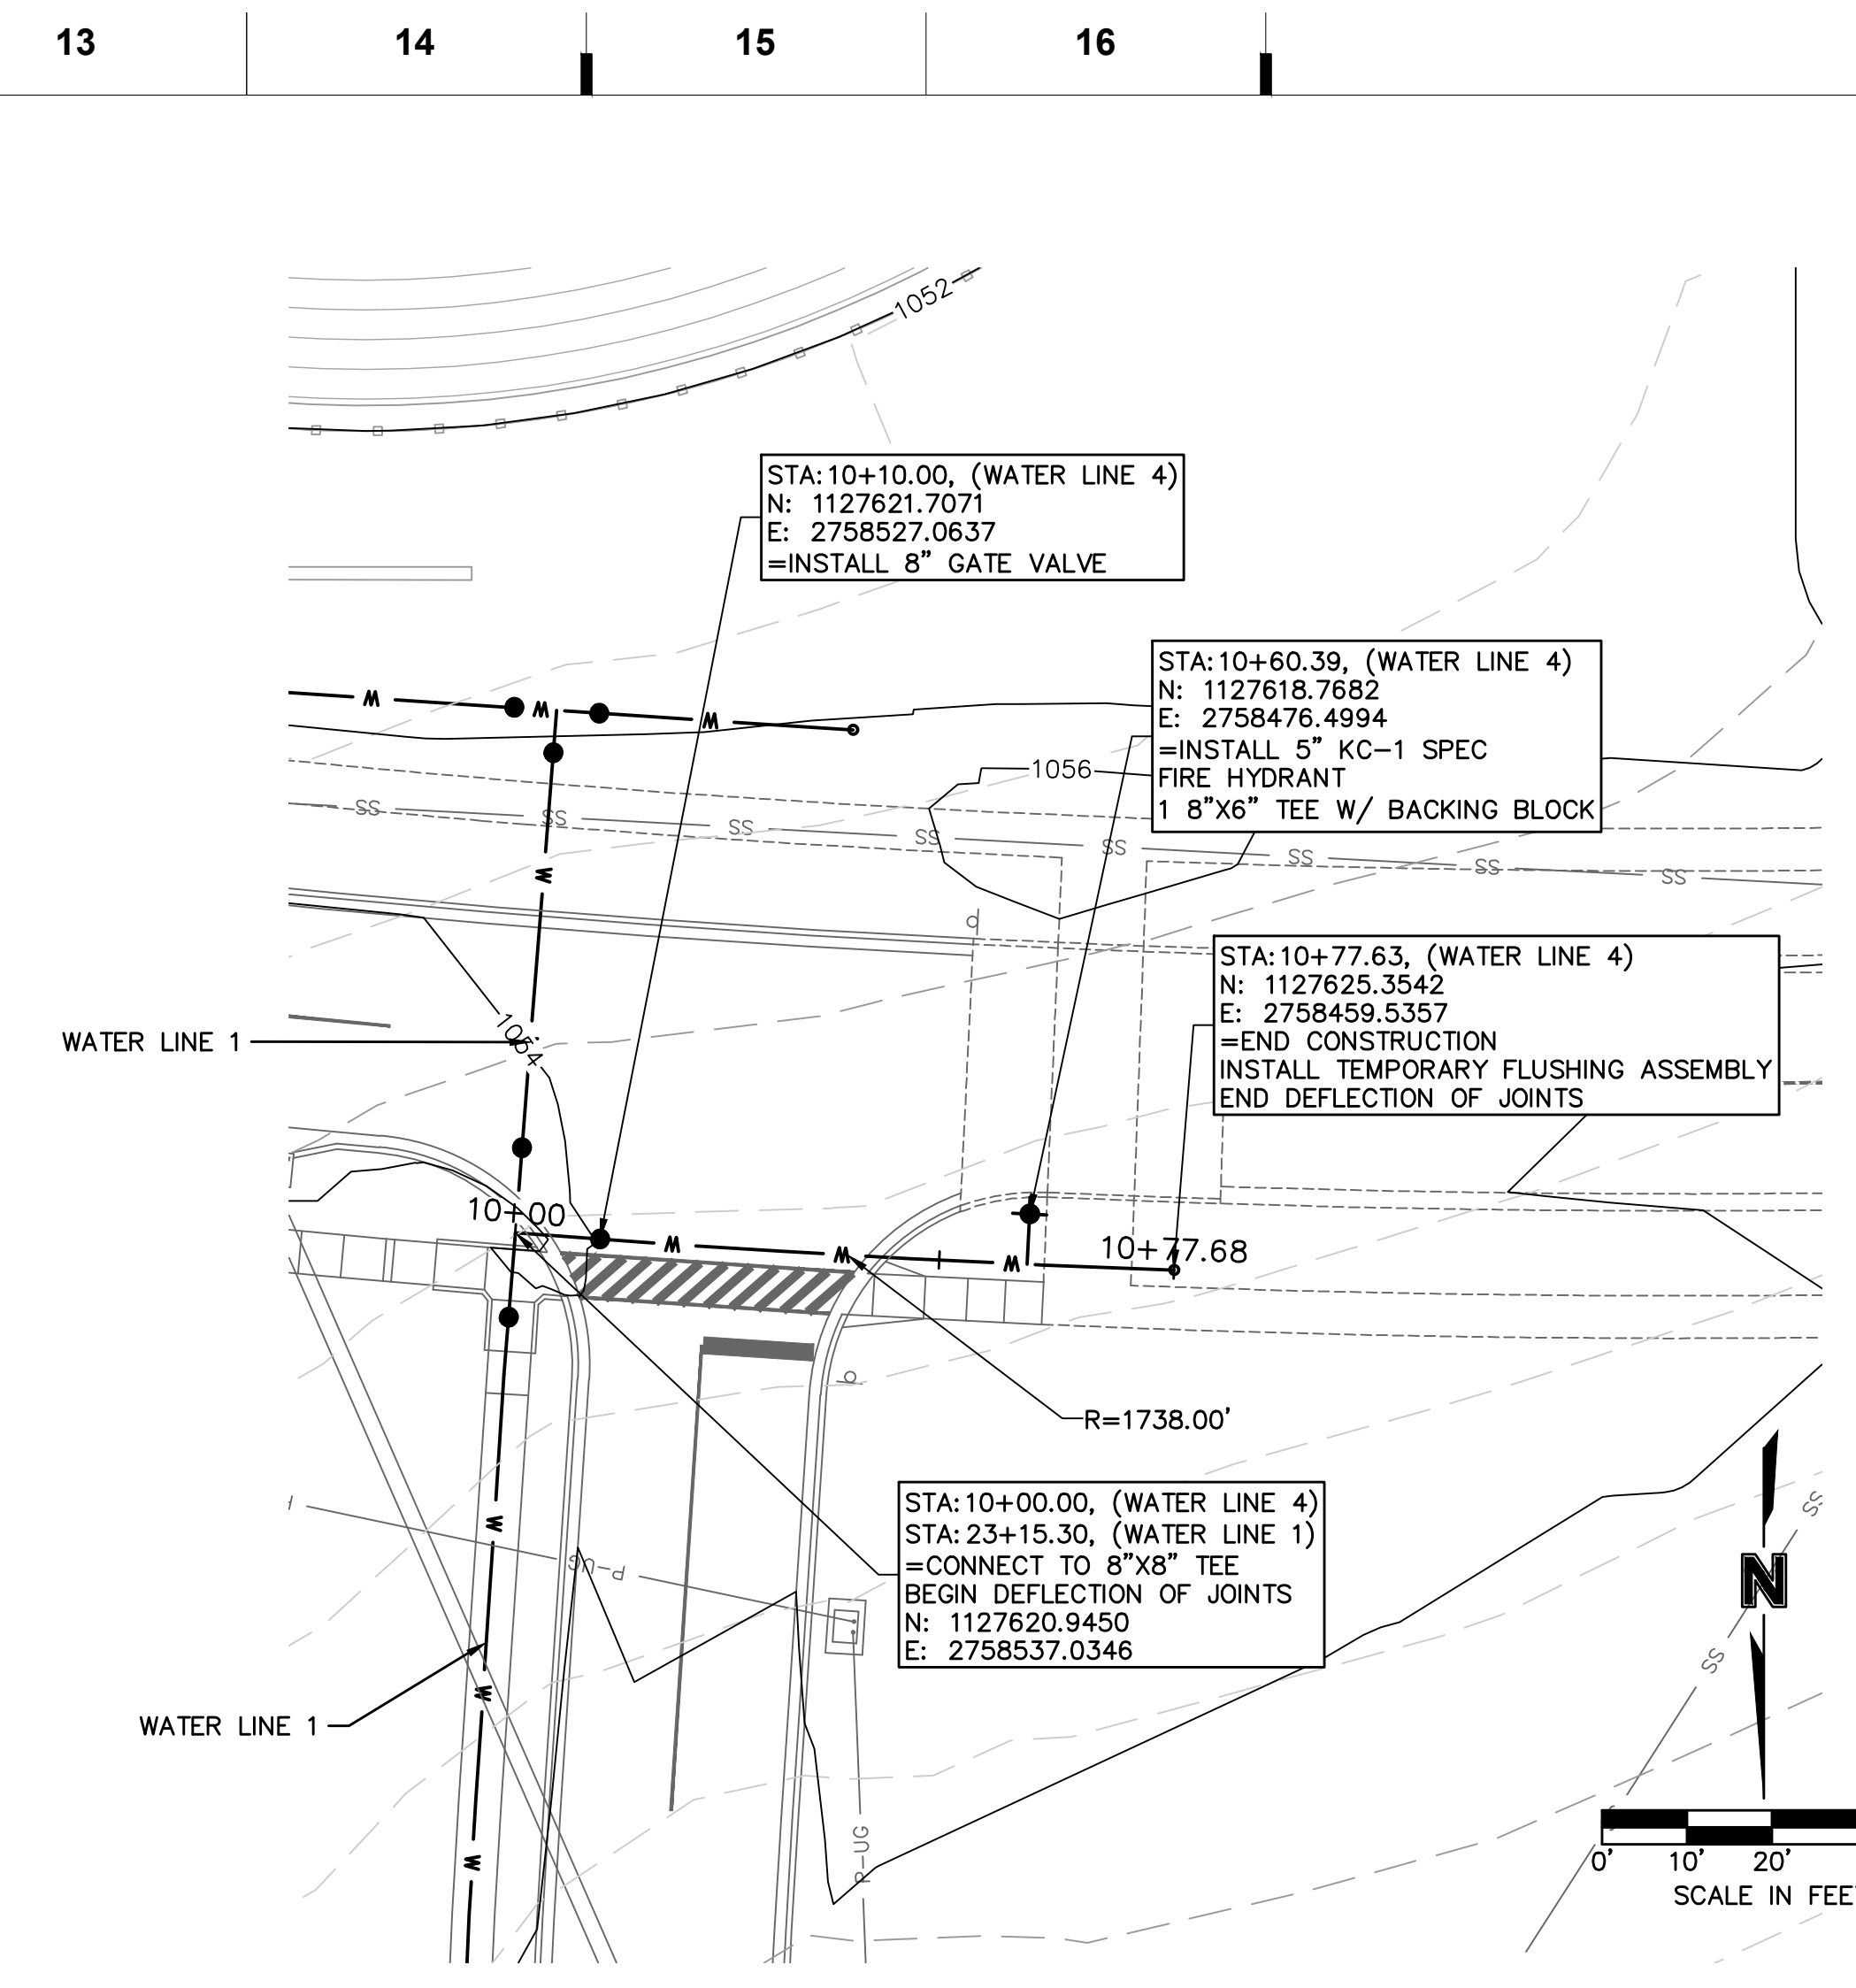 13
14
15
16
1052
STA:10+10.00, (WATER LINE 4)
N: 1127621.7071
E: 2758527.0637
=INSTALL 8" GATE VALVE
STA:10+60.39, (WATER LINE 4)
N: 1127618.7682
E: 2758476.4994
=INSTALL 5" KC-1 SPEC
FIRE HYDRANT
1 8"X6" TEE W/ BACKING BLOCK
W
W
W
1056
SS
SS
SS
SS
SS
SS
SS
SS
W
STA:10+77.63, (WATER LINE 4)
N: 1127625.3542
E: 2758459.5357
=END CONSTRUCTION
INSTALL TEMPORARY FLUSHING ASSEMBLY
END DEFLECTION OF JOINTS
WATER LINE 1
1054
10+00
W
W
W
10+77.68
R=1738.00'
STA:10+00.00, (WATER LINE 4)
STA:23+15.30, (WATER LINE 1)
=CONNECT TO 8"X8" TEE
BEGIN DEFLECTION OF JOINTS
N: 1127620.9450
E: 2758537.0346
W
P-UG
SS
N
SS
W
WATER LINE 1
W
P-UG
0' 10' 20'
SCALE IN